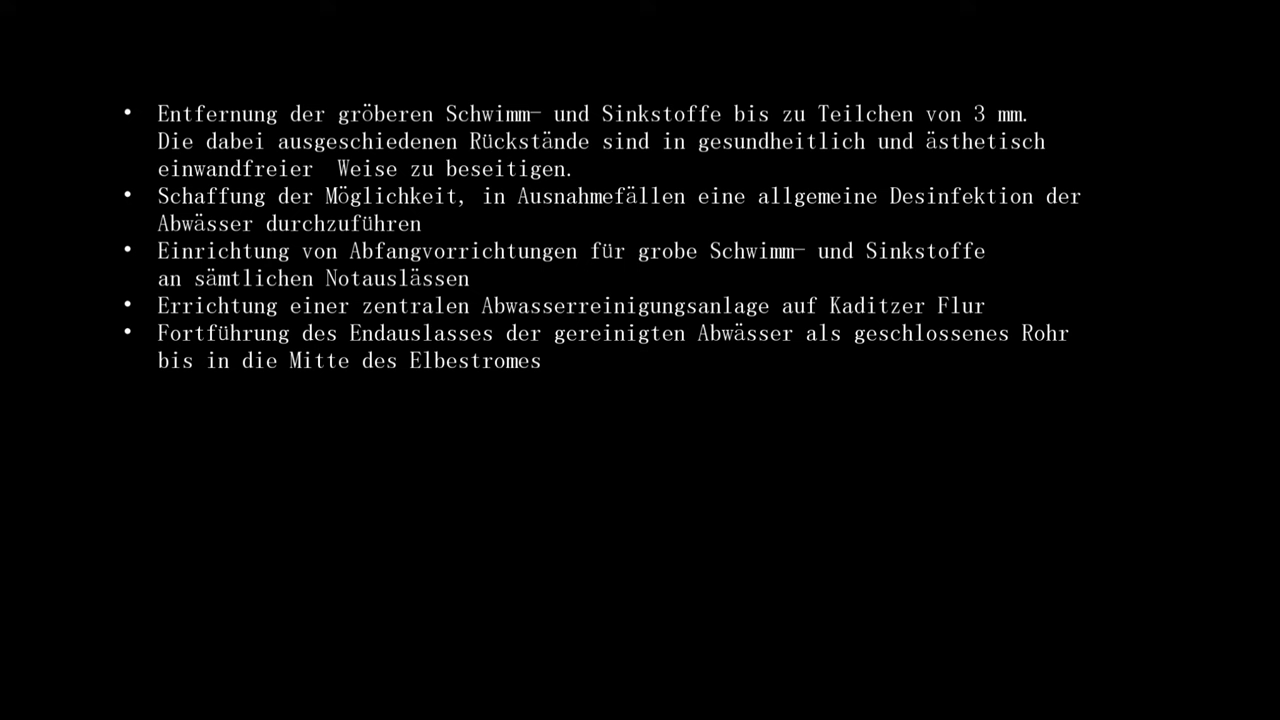 • Entfernung der gröberen Schwimm- und Sinkstoffe bis zu Teilchen von 3 mm.
Die dabei ausgeschiedenen Rückstände sind in gesundheitlich und ästhetisch
einwandfreier  Weise zu beseitigen.
• Schaffung der Möglichkeit, in Ausnahmefällen eine allgemeine Desinfektion der
Abwässer durchzuführen
• Einrichtung von Abfangvorrichtungen für grobe Schwimm- und Sinkstoffe
an sämtlichen Notauslässen
• Errichtung einer zentralen Abwasserreinigungsanlage auf Kaditzer Flur
• Fortführung des Endauslasses der gereinigten Abwässer als geschlossenes Rohr
bis in die Mitte des Elbestromes